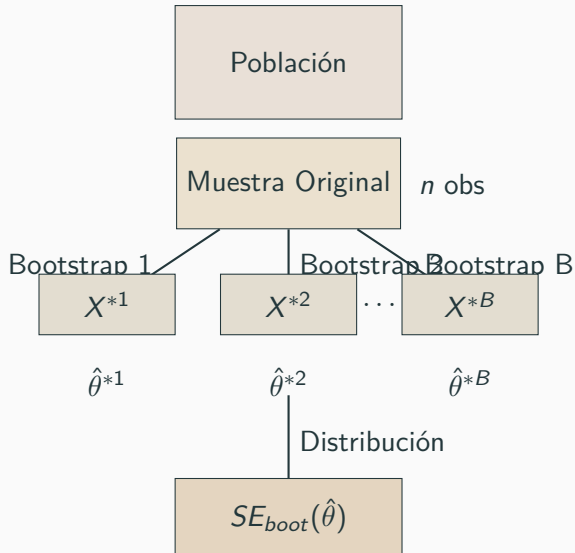 Población
Muestra Original
n obs
Bootstrap 1
Bootstrap 2
Bootstrap B
X*1
X*2
...
X*B
θ̂*1
θ̂*2
θ̂*B
Distribución
SE_boot(θ̂)